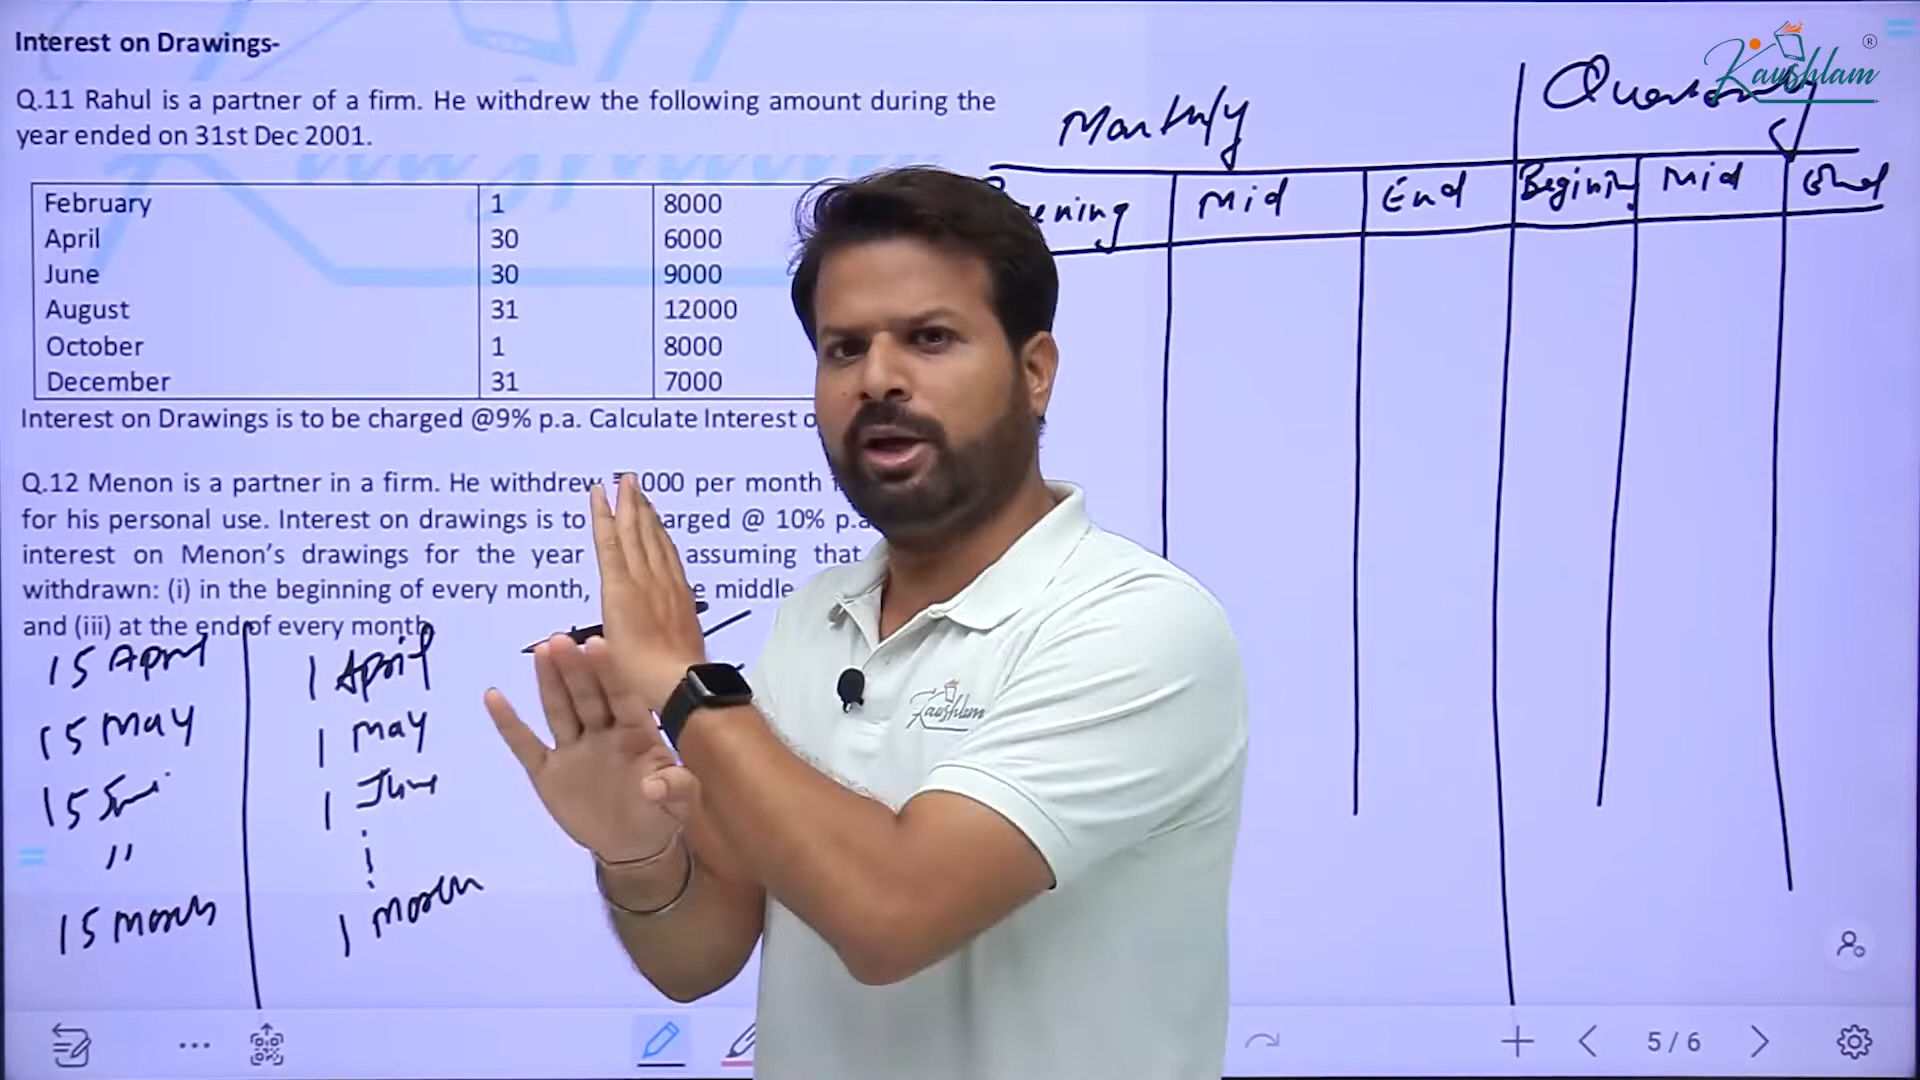 Interest on Drawings-
Q.11 Rahul is a partner of a firm. He withdrew the following amount during the
year ended on 31st Dec 2001.
February 1 8000
April 30 6000
June 30 9000
August 31 12000
October 1 8000
December 31 7000
Interest on Drawings is to be charged @9% p.a. Calculate Interest o
Q.12 Menon is a partner in a firm. He withdrew 000 per month
for his personal use. Interest on drawings is to arged @ 10% p.a
interest on Menon's drawings for the year assuming that
withdrawn: (i) in the beginning of every month, e middle
and (iii) at the end of every month
15 April
15 May
15 June
"
15 March
1 April
1 May
1 June
1 March
Monthly
ening Mid End
Begining Mid End
Kaushlam ®
Kaushlam
5/6